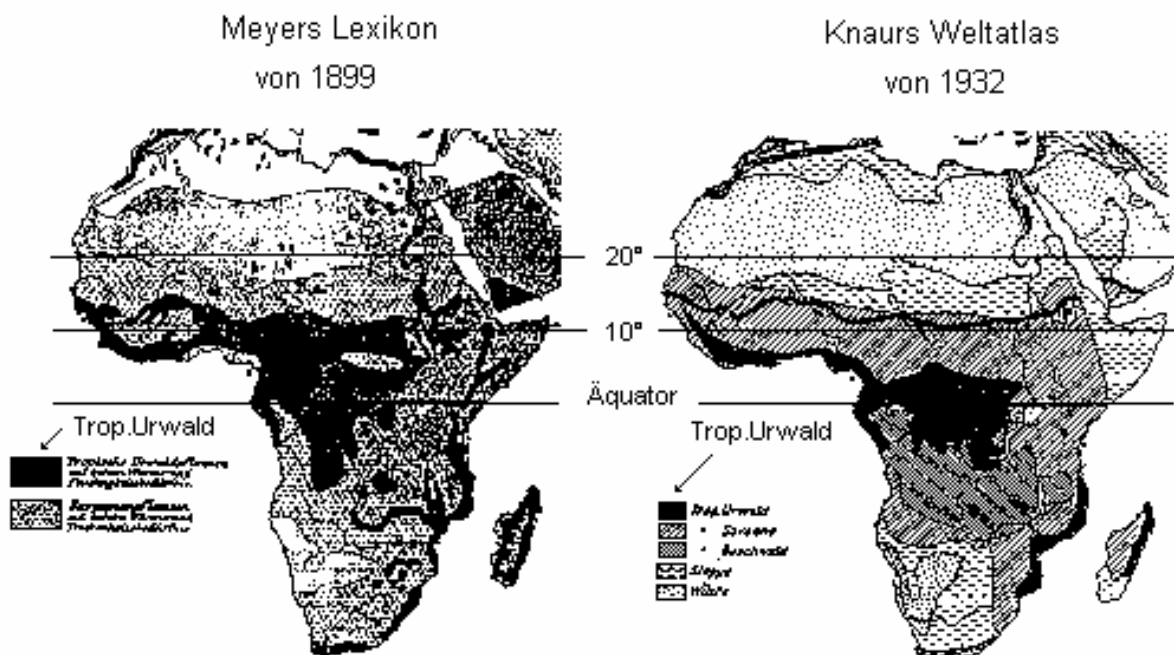 Meyers Lexikon
von 1899
Knaurs Weltatlas
von 1932
20°
10°
Äquator
Trop.Urwald
Tropische
Trop.Urwald
Trop.Urwald
" Savanne
" Buschwald
Steppe
Wüste